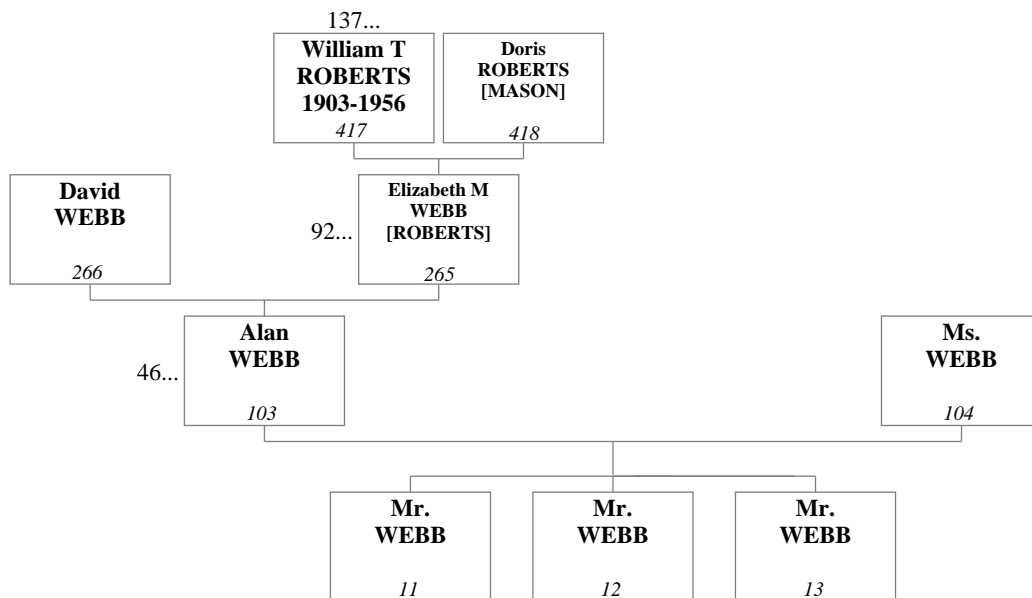 137...
William T
ROBERTS
1903-1956
417
Doris
ROBERTS
[MASON]
418
David
WEBB
266
92...
Elizabeth M
WEBB
[ROBERTS]
265
46...
Alan
WEBB
103
Ms.
WEBB
104
Mr.
WEBB
11
Mr.
WEBB
12
Mr.
WEBB
13